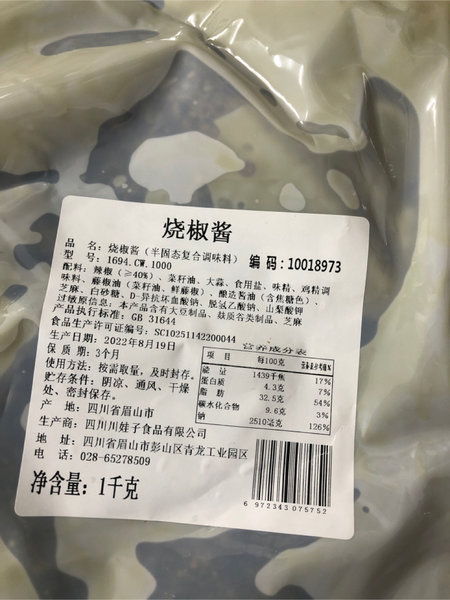 烧椒酱
品 名：烧椒酱（半固态复合调味料） 编 码：10018973
型 号：1694.CW.1000
配料：辣椒（≥40%）、菜籽油、大蒜、食用盐、味精、鸡精调
味料、藤椒油（菜籽油、鲜藤椒）、酿造酱油（含焦糖色）、
芝麻、白砂糖、D-异抗坏血酸钠、脱氢乙酸钠、山梨酸钾
过敏原信息：本产品含有大豆制品、麸质谷类制品、芝麻
产品执行标准：GB 31644
食品生产许可证编号：SC10251142200044
生产日期：2022年8月19日
保 质 期：3个月
使用方法：按需取量，及时封存。
贮存条件：阴凉、通风、干燥
处、密封保存。
产 地：四川省眉山市
生产商：四川川娃子食品有限公司
地 址：四川省眉山市彭山区青龙工业园区
电 话：028-65278509
净含量：1千克
营养成分表
项目 每100克 营养素参考值%
能量 1439千焦 17%
蛋白质 4.3克 7%
脂肪 32.5克 54%
碳水化合物 9.6克 3%
钠 2510毫克 126%
6 972343 075752